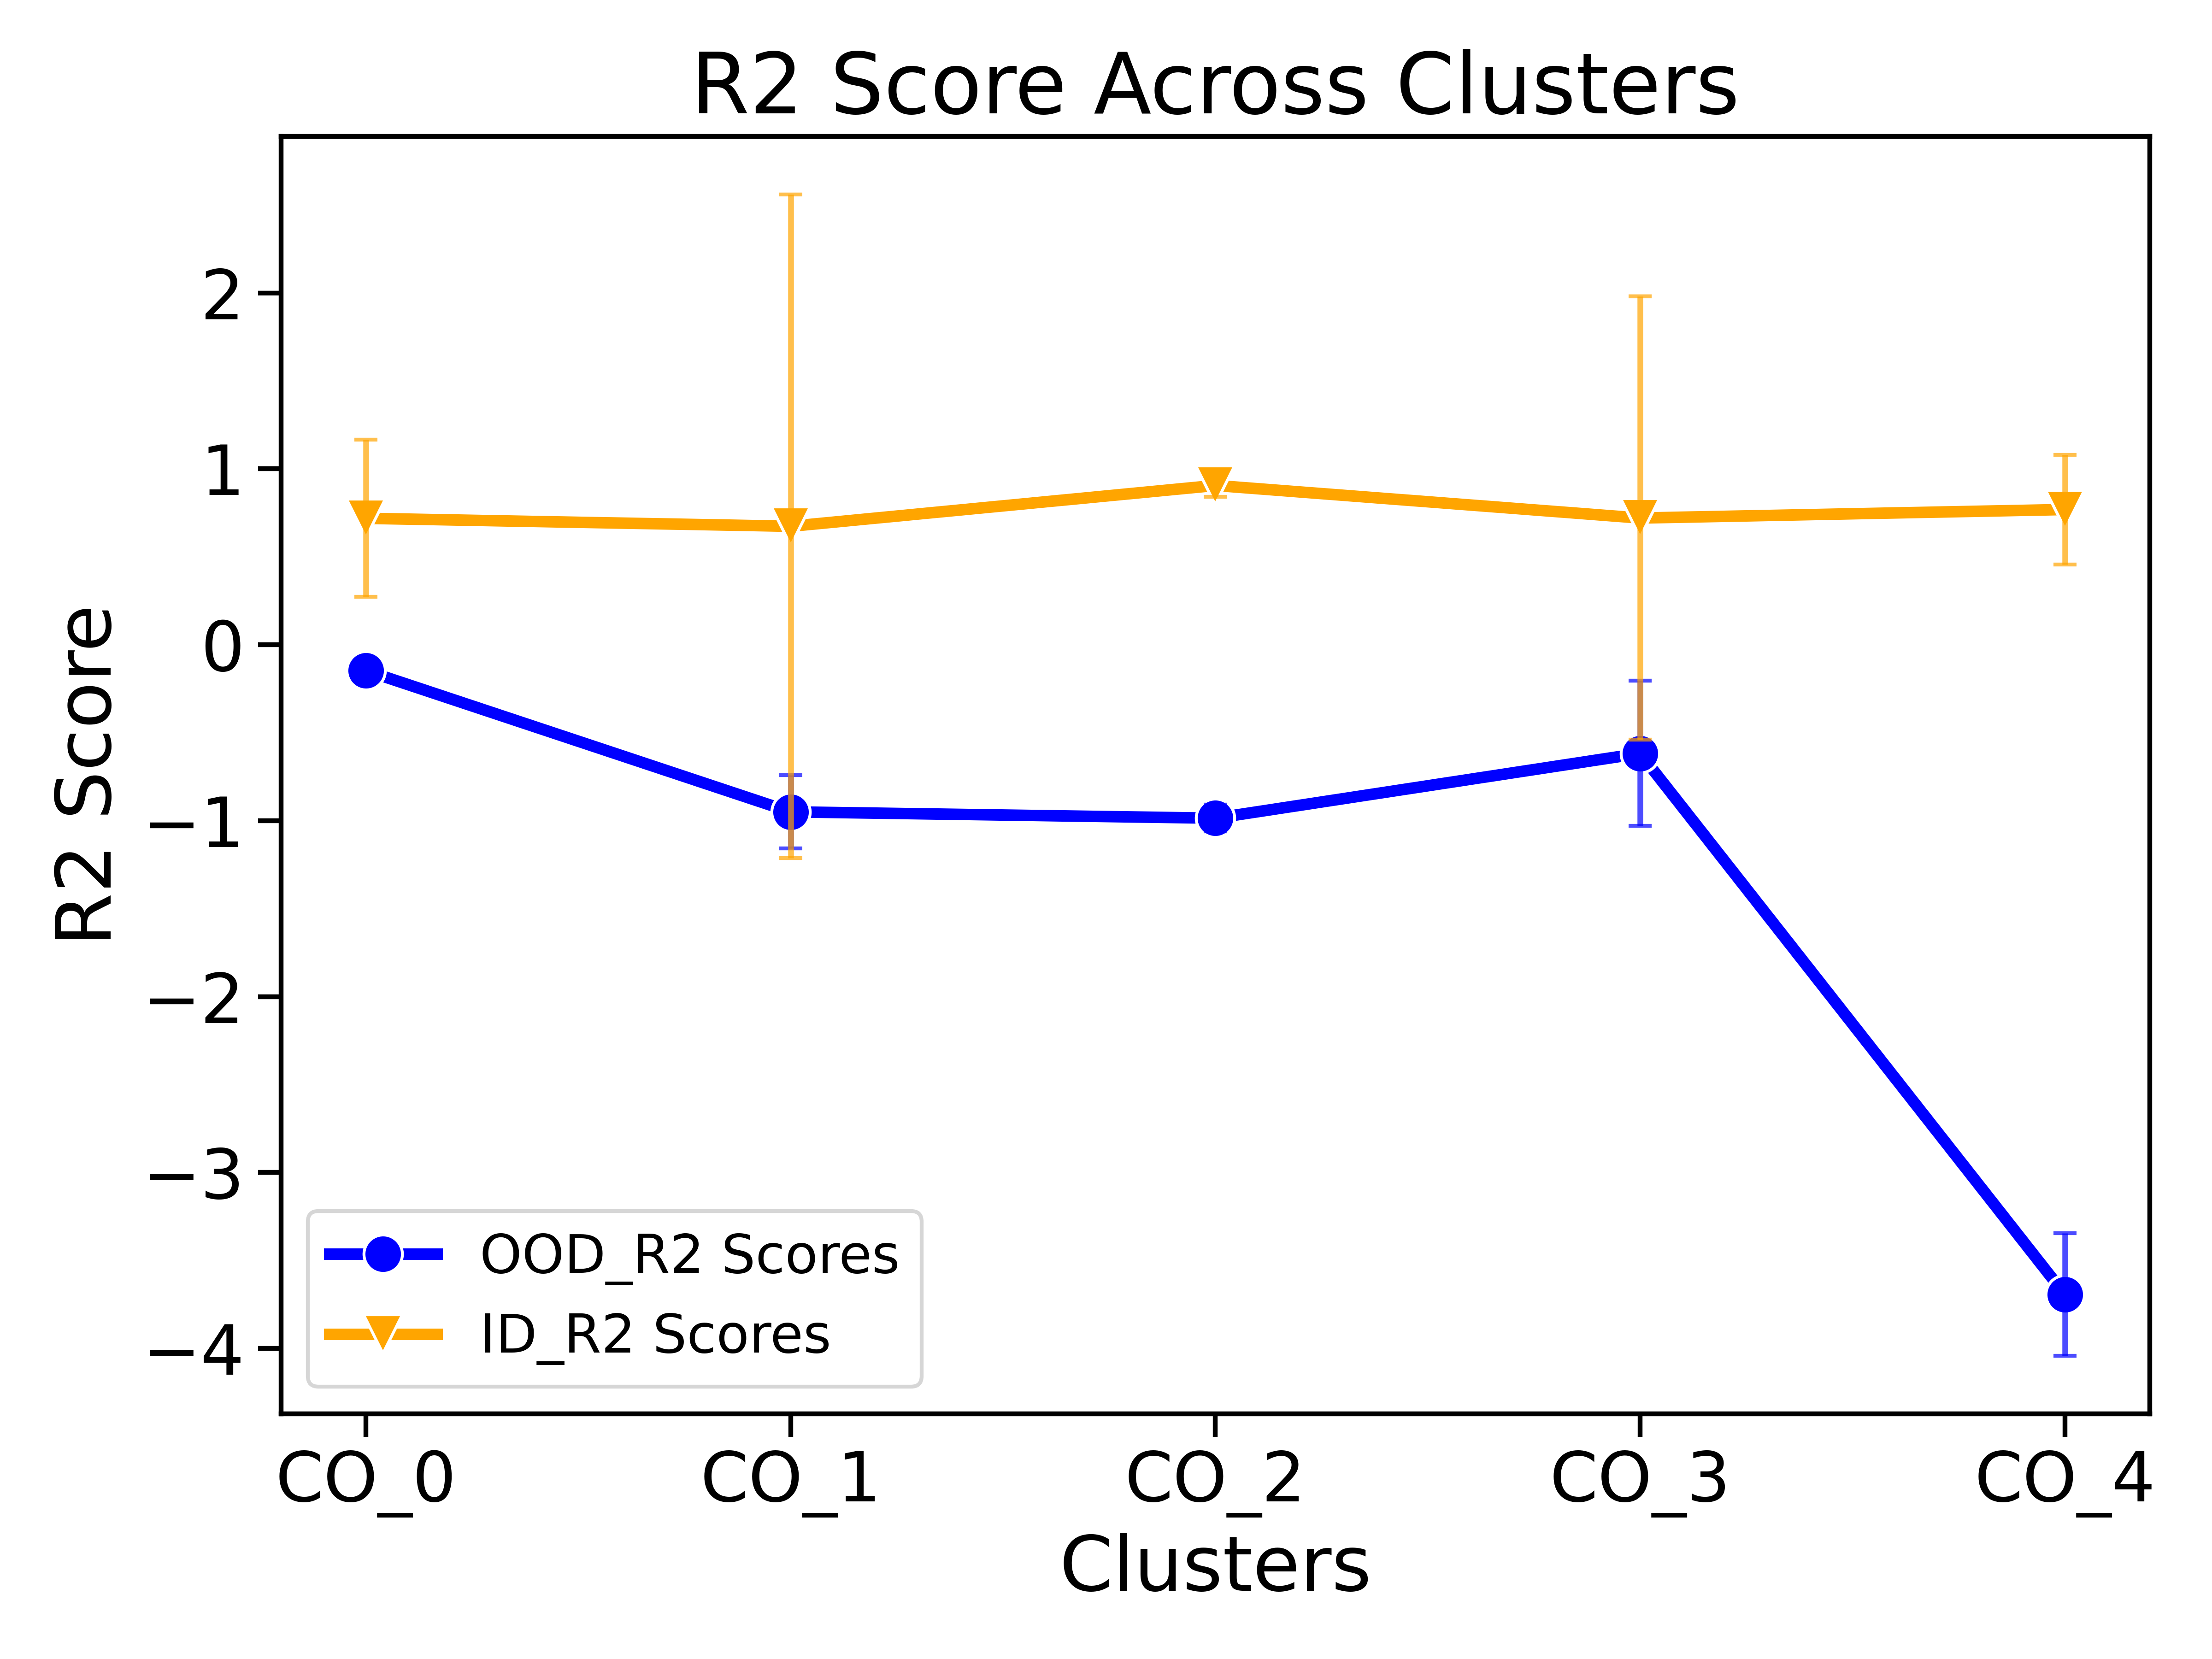 R2 Score Across Clusters
R2 Score
2
1
0
−1
−2
−3
−4
OOD_R2 Scores
ID_R2 Scores
CO_0 CO_1 CO_2 CO_3 CO_4
Clusters